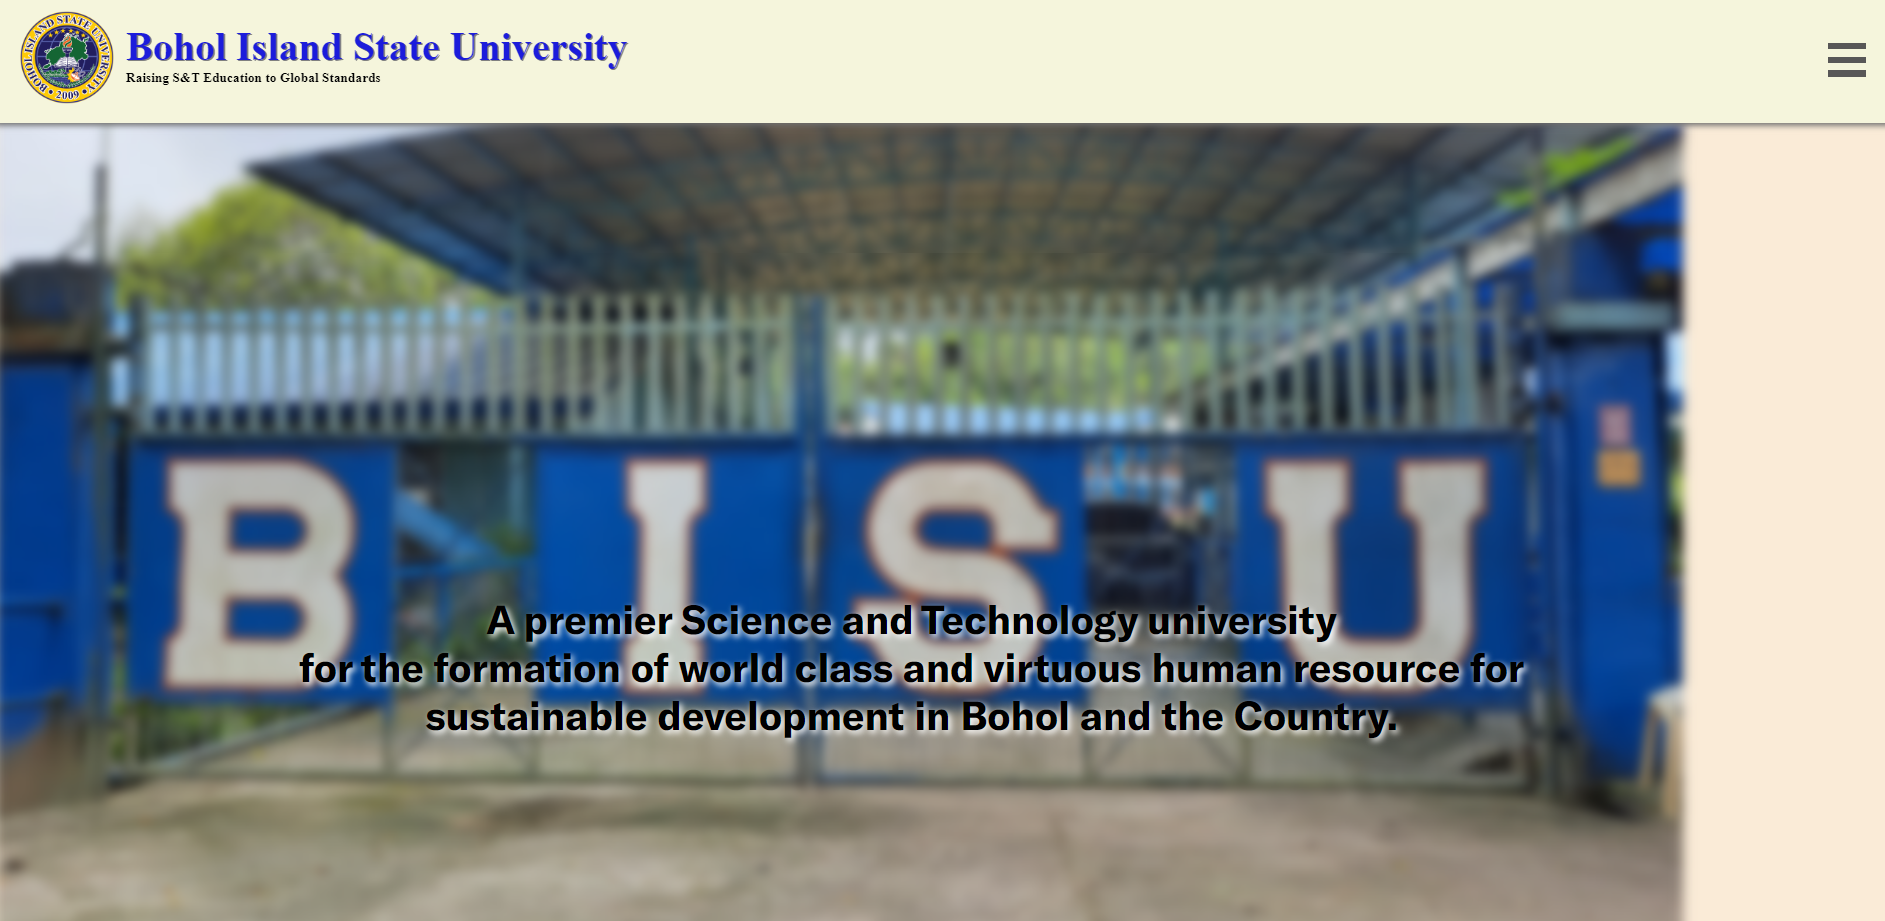 BOHOL ISLAND STATE UNIVERSITY
• 2009 •
Bohol Island State University
Raising S&T Education to Global Standards
B I S U
A premier Science and Technology university
for the formation of world class and virtuous human resource for
sustainable development in Bohol and the Country.